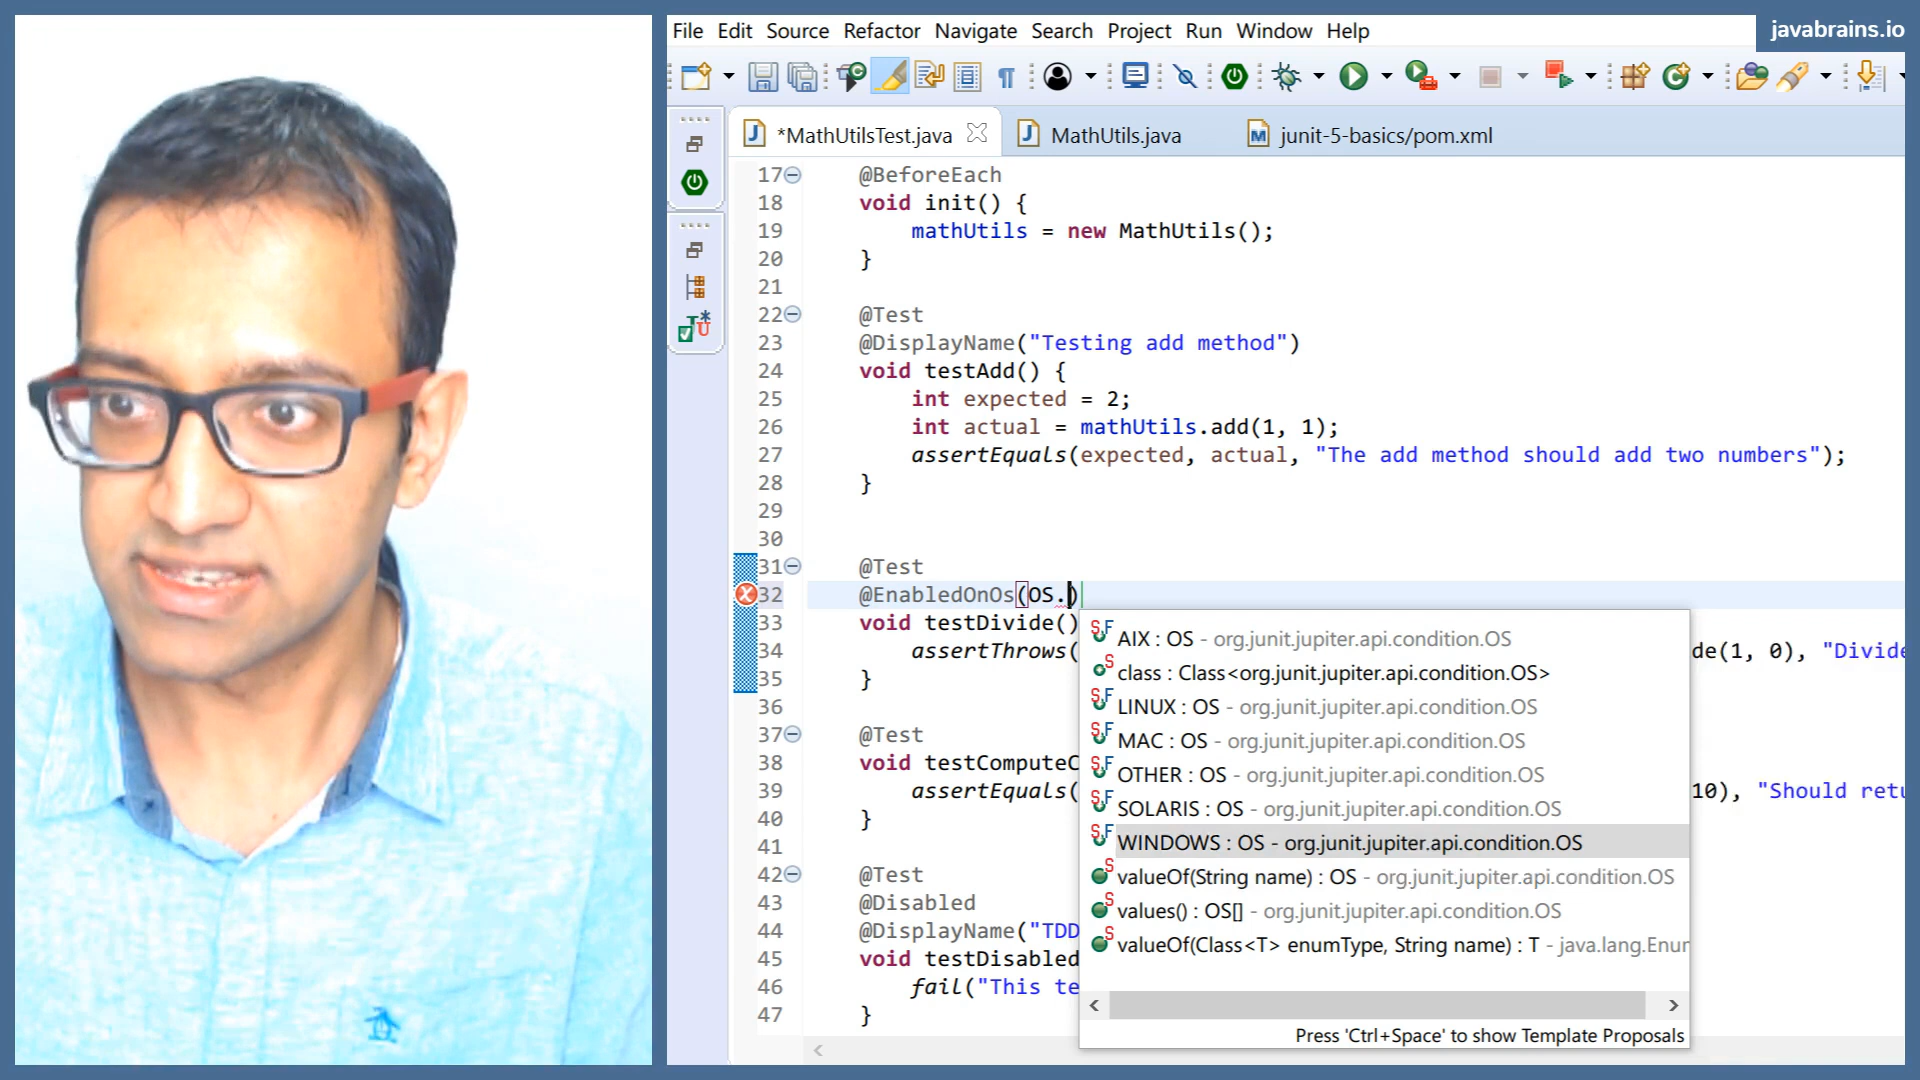 File Edit Source Refactor Navigate Search Project Run Window Help
javabrains.io
*MathUtilsTest.java
MathUtils.java
junit-5-basics/pom.xml
17 @BeforeEach
18 void init() {
19 mathUtils = new MathUtils();
20 }
21
22 @Test
23 @DisplayName("Testing add method")
24 void testAdd() {
25 int expected = 2;
26 int actual = mathUtils.add(1, 1);
27 assertEquals(expected, actual, "The add method should add two numbers");
28 }
29
30
31 @Test
32 @EnabledOnOs(OS.)
33 void testDivide()
34 assertThrows( de(1, 0), "Divide
35 }
36
37 @Test
38 void testComputeC
39 assertEquals( 10), "Should retu
40 }
41
42 @Test
43 @Disabled
44 @DisplayName("TDD
45 void testDisabled
46 fail("This te
47 }
AIX : OS - org.junit.jupiter.api.condition.OS
class : Class<org.junit.jupiter.api.condition.OS>
LINUX : OS - org.junit.jupiter.api.condition.OS
MAC : OS - org.junit.jupiter.api.condition.OS
OTHER : OS - org.junit.jupiter.api.condition.OS
SOLARIS : OS - org.junit.jupiter.api.condition.OS
WINDOWS : OS - org.junit.jupiter.api.condition.OS
valueOf(String name) : OS - org.junit.jupiter.api.condition.OS
values() : OS[] - org.junit.jupiter.api.condition.OS
valueOf(Class<T> enumType, String name) : T - java.lang.Enum
Press 'Ctrl+Space' to show Template Proposals